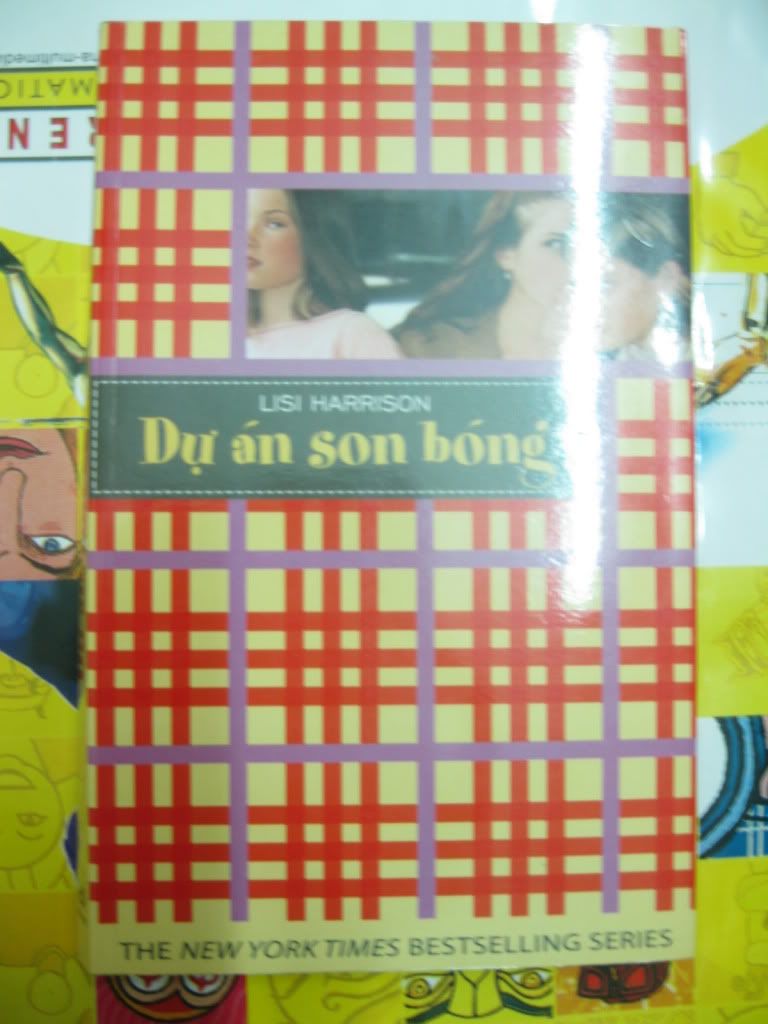 LISI HARRISON
Dự án son bóng
THE NEW YORK TIMES BESTSELLING SERIES